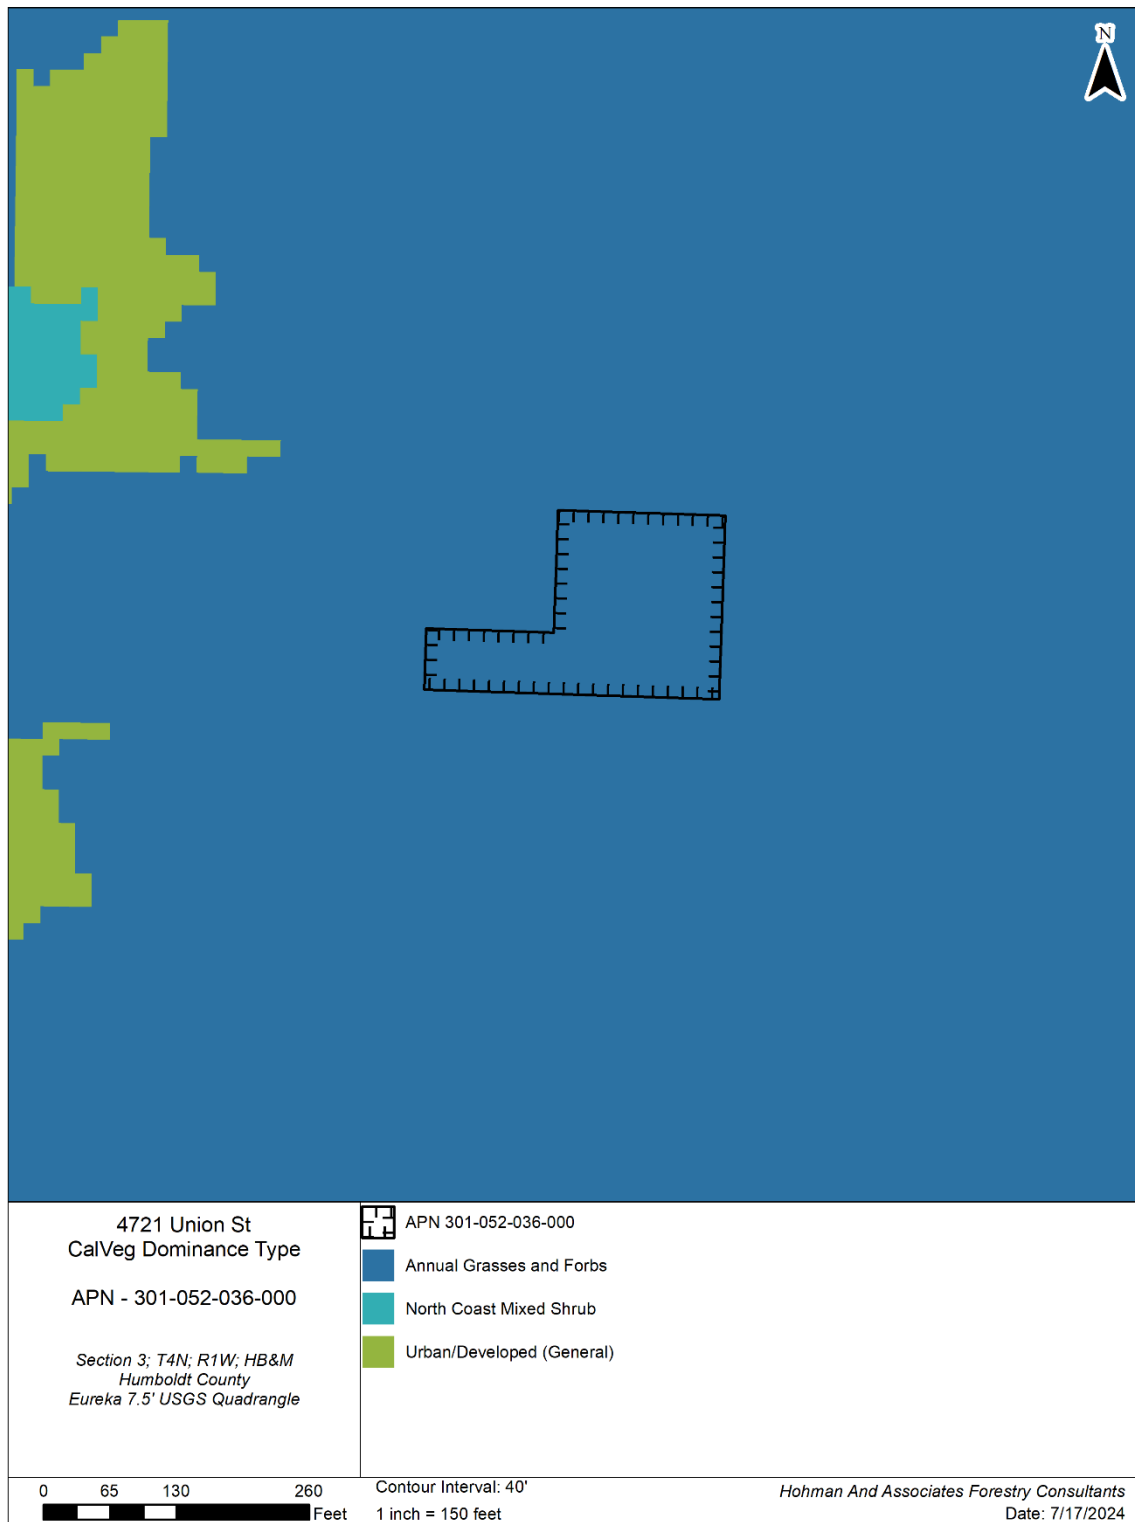 N
4721 Union St
CalVeg Dominance Type
APN - 301-052-036-000
Section 3; T4N; R1W; HB&M
Humboldt County
Eureka 7.5' USGS Quadrangle
APN 301-052-036-000
Annual Grasses and Forbs
North Coast Mixed Shrub
Urban/Developed (General)
0 65 130 260
Feet
Contour Interval: 40'
1 inch = 150 feet
Hohman And Associates Forestry Consultants
Date: 7/17/2024